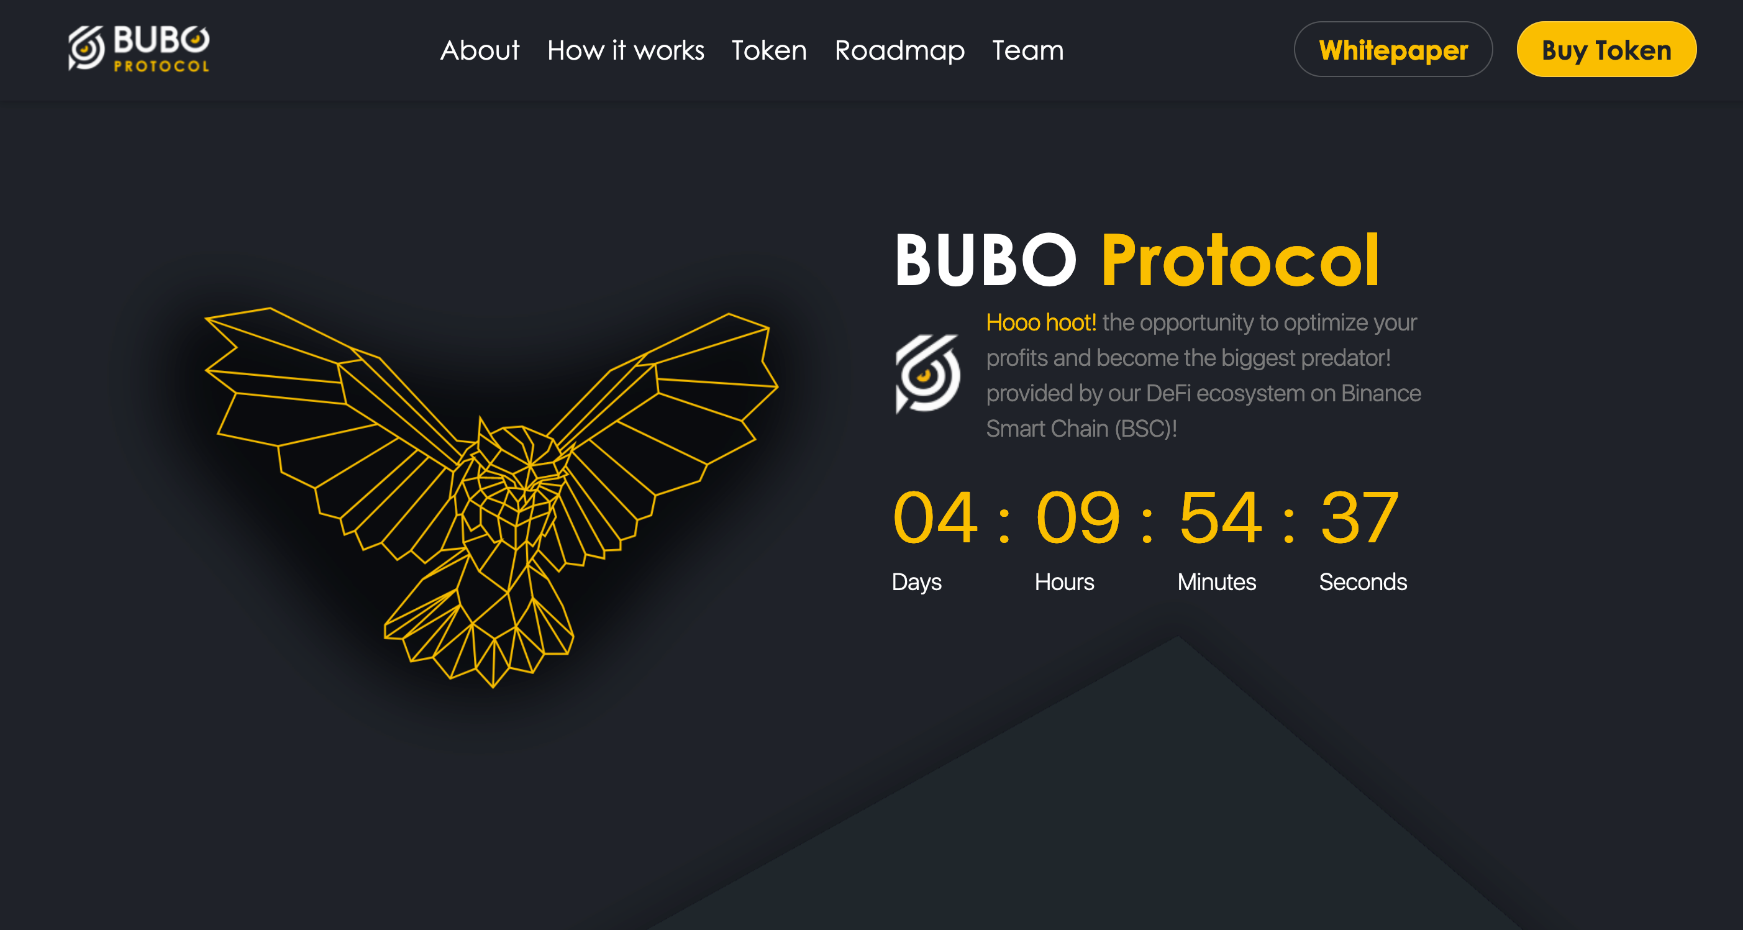 BUBO
PROTOCOL
About How it works Token Roadmap Team
Whitepaper
Buy Token
BUBO Protocol
Hooo hoot! the opportunity to optimize your
profits and become the biggest predator!
provided by our DeFi ecosystem on Binance
Smart Chain (BSC)!
04 : 09 : 54 : 37
Days Hours Minutes Seconds